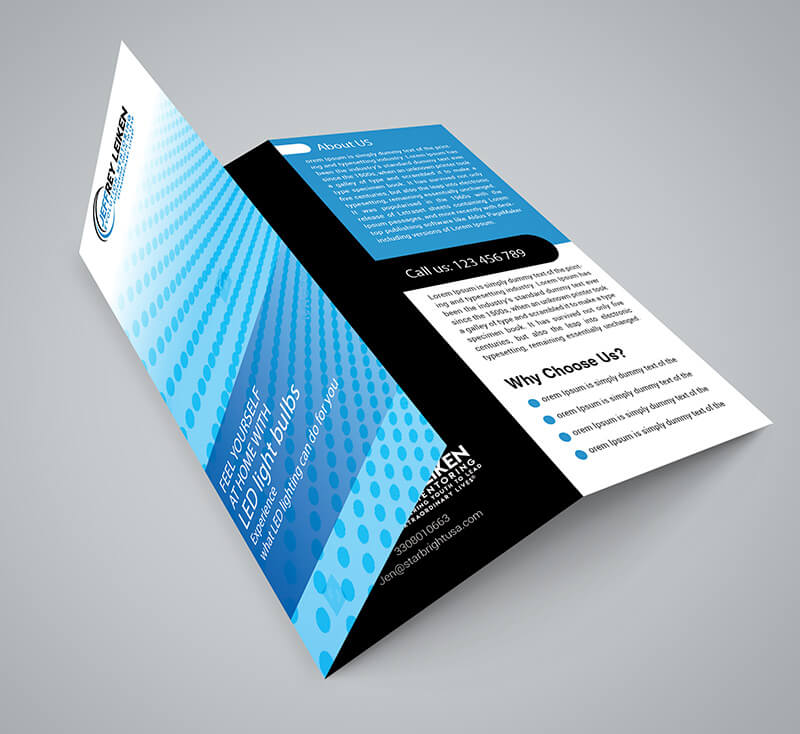 JEFFREY LEIKEN
FEEL YOURSELF
AT HOME WITH
LED light bulbs
Experience
what LED lighting can do for you
LEIKEN
MENTORING
YOUTH TO LEAD
EXTRAORDINARY LIVES
3308010663
Jen@starbrightusa.com
About US
orem Ipsum is simply dummy text of the print-
ing and typesetting industry. Lorem Ipsum has
been the industry's standard dummy text ever
since the 1600s, when an unknown printer took
a galley of type and scrambled it to make a
type specimen book. It has survived not only
five centuries, but also the leap into electronic
typesetting, remaining essentially unchanged
It was popularised in the 1960s with the
release of Letraset sheets containing Lorem
Ipsum passages, and more recently with desk
top publishing software like Aldus PageMaker
including versions of Lorem Ipsum.
Call us: 123 456 789
Lorem Ipsum is simply dummy text of the print-
ing and typesetting industry. Lorem Ipsum has
been the industry's standard dummy text ever
since the 1500s, when an unknown printer took
a galley of type and scrambled it to make a type
specimen book. It has survived not only five
centuries, but also the leap into electronic
typesetting, remaining essentially unchanged
Why Choose Us?
orem Ipsum is simply dummy text of the
orem Ipsum is simply dummy text of the
orem Ipsum is simply dummy text of the
orem Ipsum is simply dummy text of the